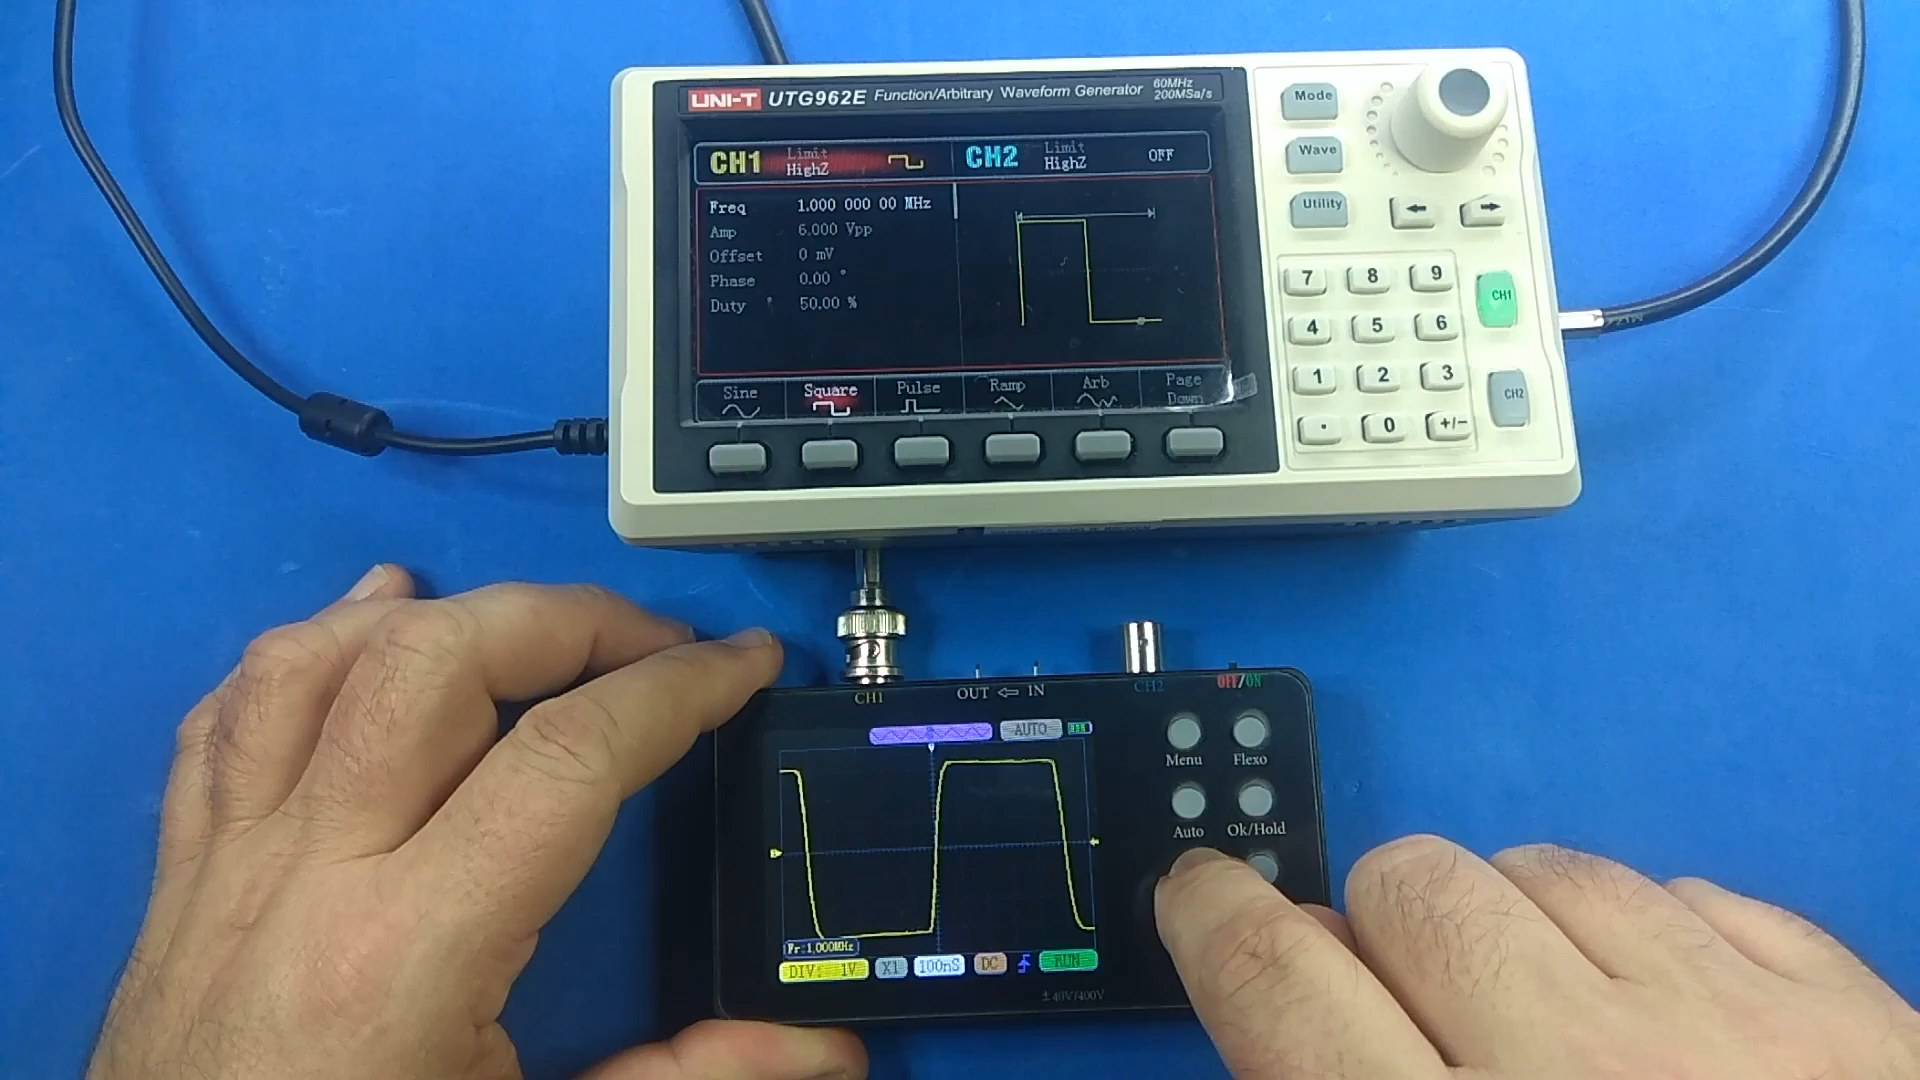 UNI-T UTG962E Function/Arbitrary Waveform Generator 60MHz 200MSa/s
CH1 Limit HighZ CH2 Limit HighZ OFF
Freq 1.000 000 00 MHz
Amp 6.000 Vpp
Offset 0 mV
Phase 0.00 °
Duty 50.00 %
Sine Square Pulse Ramp Arb Page Down
Mode
Wave
Utility
7 8 9
4 5 6
1 2 3
. 0 +/-
CH1
CH2
CH1 OUT ⇦ IN CH2 OFF/ON
AUTO
Menu Flexo
Auto Ok/Hold
Fr:1.000MHz
DIV: 1V X1 100nS DC RUN
±40V/400V